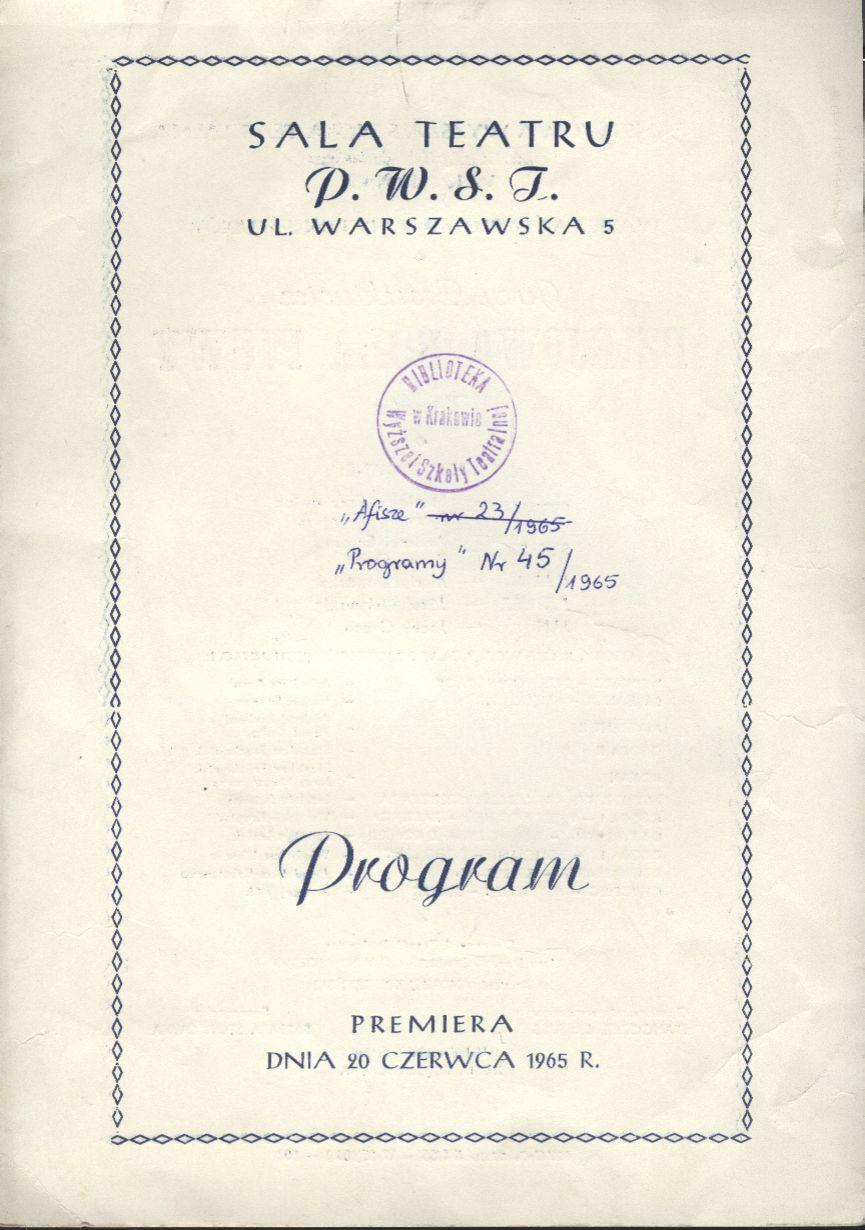 SALA TEATRU
P. W. S. T.
UL. WARSZAWSKA 5
BIBLIOTEKA
w Krakowie
Wyższej Szkoły Teatralnej
„Afisze" nr 23/1965
„Programy" Nr 45/1965
Program
PREMIERA
DNIA 20 CZERWCA 1965 R.